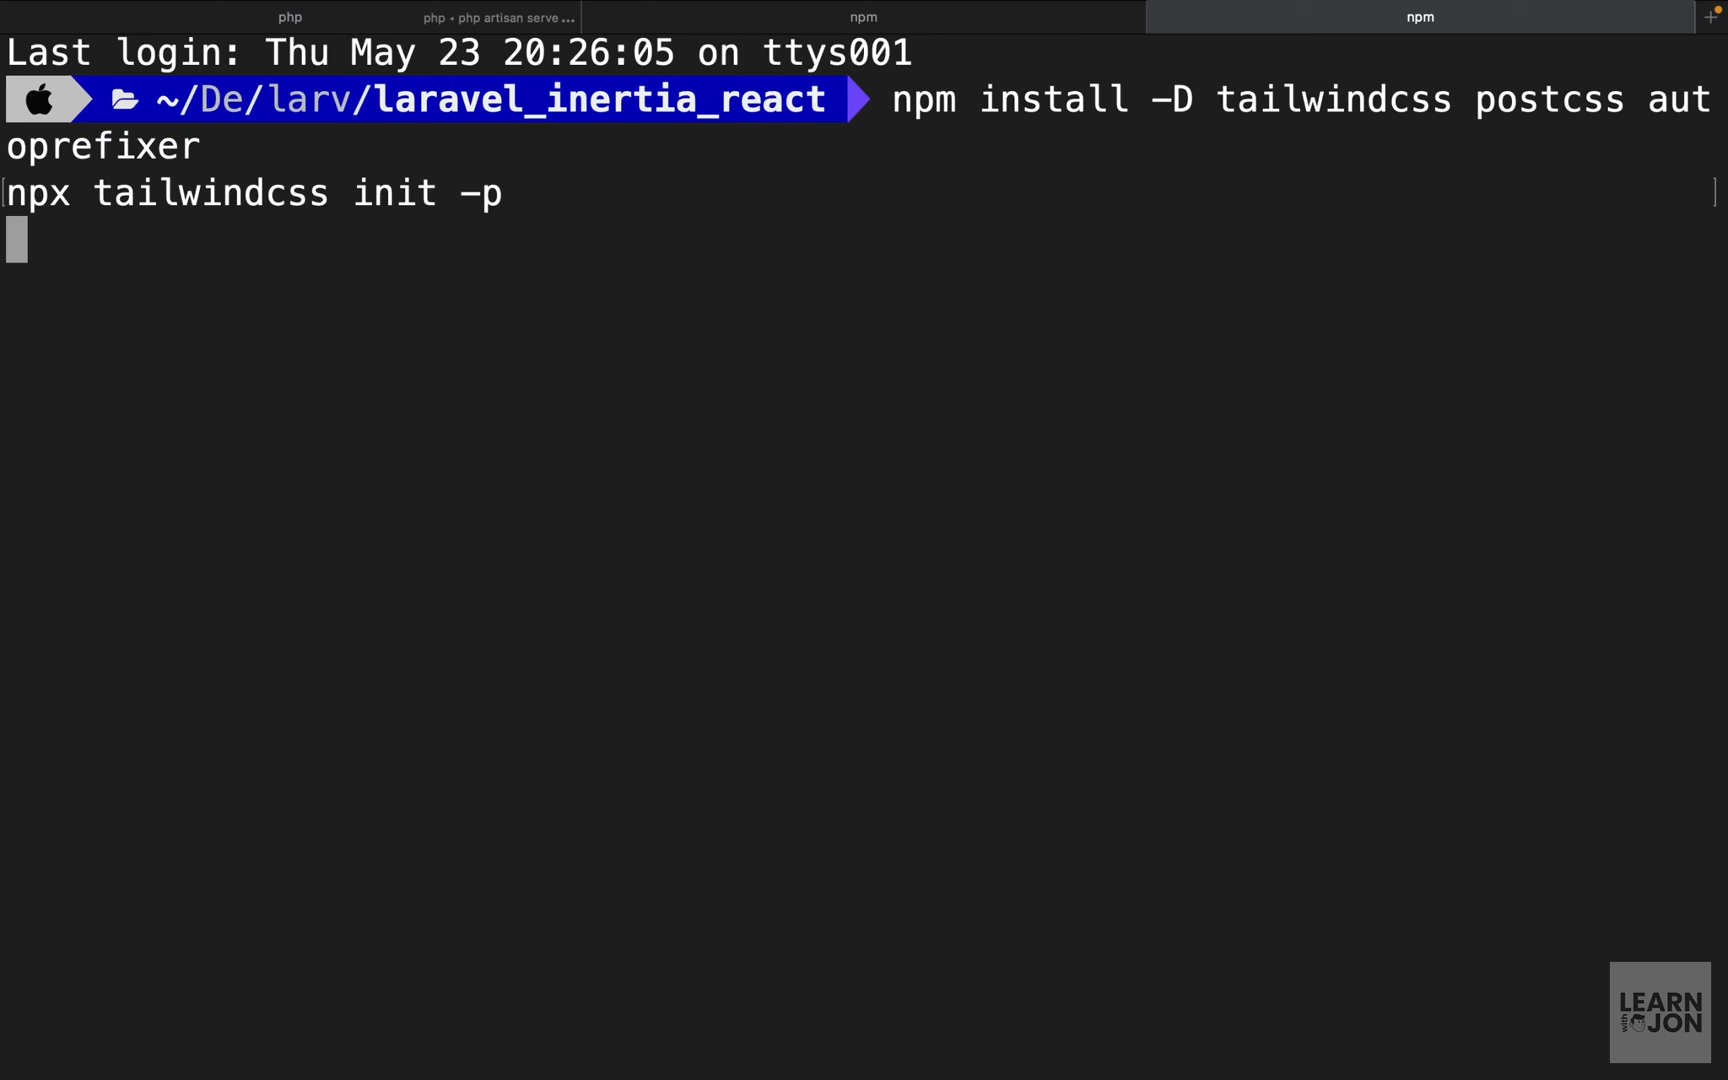 php
php • php artisan serve ...
npm
npm
Last login: Thu May 23 20:26:05 on ttys001
~/De/larv/laravel_inertia_react npm install -D tailwindcss postcss aut
oprefixer
npx tailwindcss init -p
LEARN
with JON